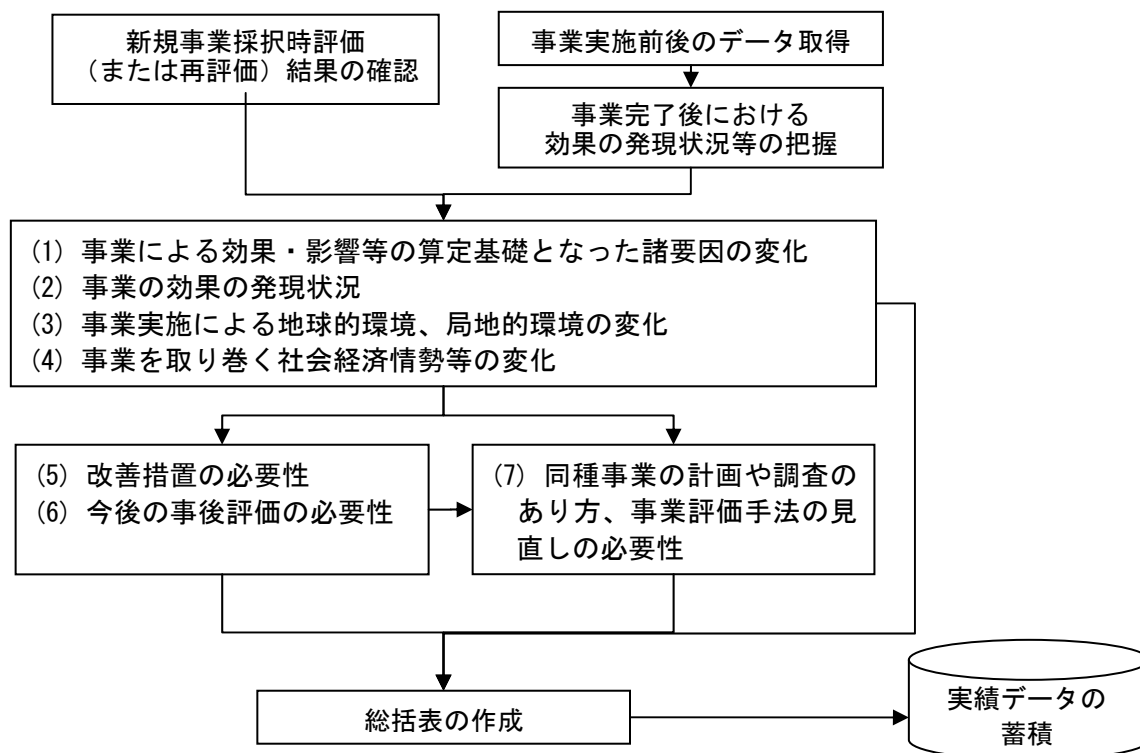 新規事業採択時評価
（または再評価）結果の確認
事業実施前後のデータ取得
事業完了後における
効果の発現状況等の把握
(1) 事業による効果・影響等の算定基礎となった諸要因の変化
(2) 事業の効果の発現状況
(3) 事業実施による地球的環境、局地的環境の変化
(4) 事業を取り巻く社会経済情勢等の変化
(5) 改善措置の必要性
(6) 今後の事後評価の必要性
(7) 同種事業の計画や調査の
あり方、事業評価手法の見
直しの必要性
総括表の作成
実績データの
蓄積